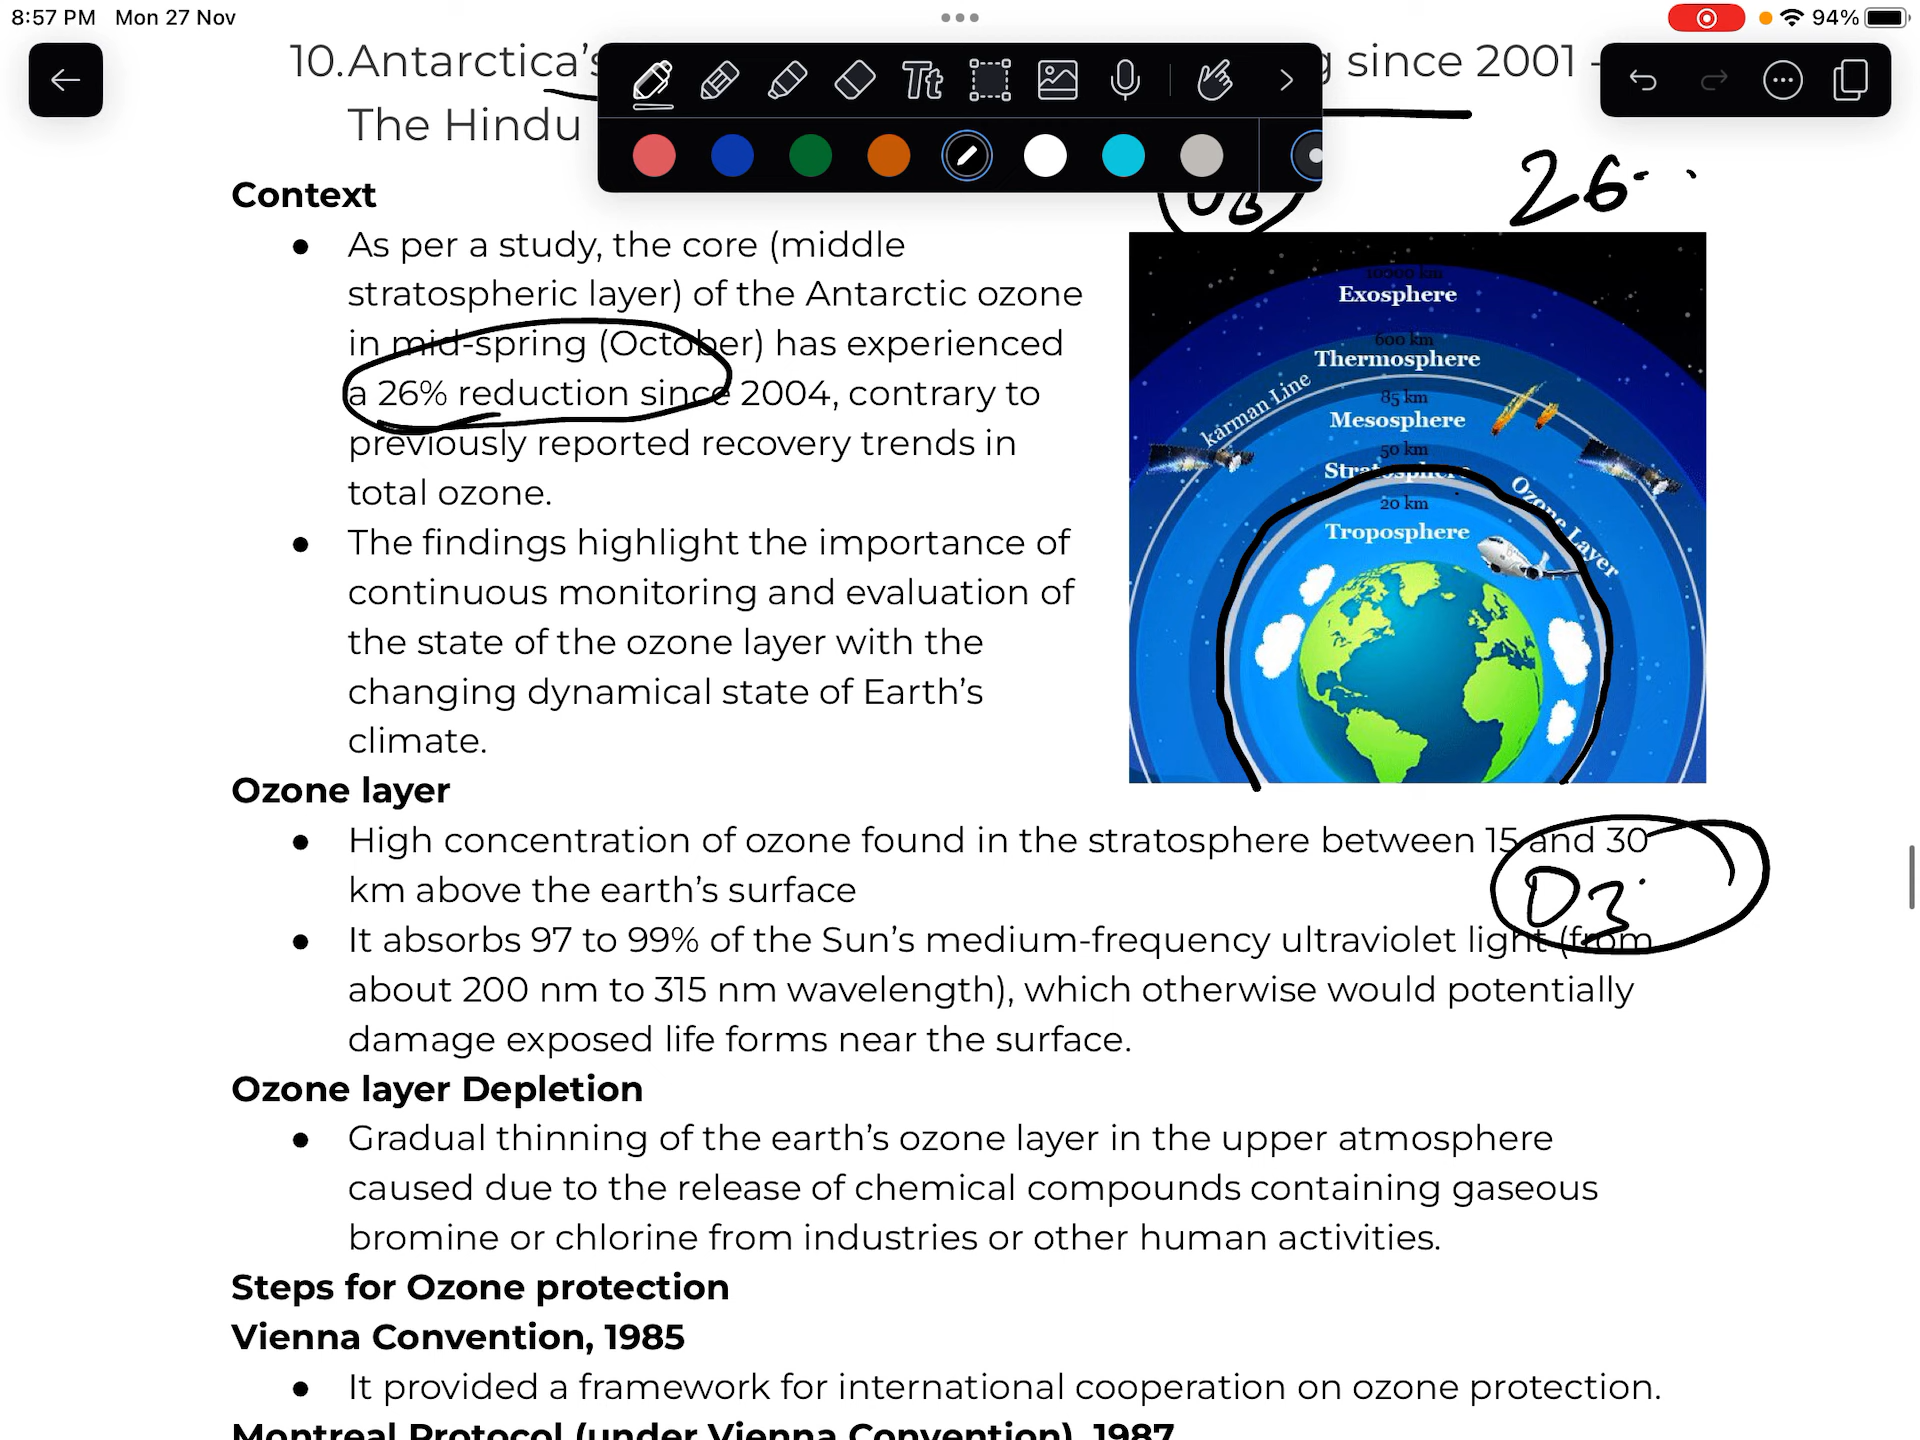 8:57 PM Mon 27 Nov
94%
10. Antarctica's
since 2001 -
The Hindu
Tt
26
Context
• As per a study, the core (middle
stratospheric layer) of the Antarctic ozone
in mid-spring (October) has experienced
a 26% reduction since 2004, contrary to
previously reported recovery trends in
total ozone.
• The findings highlight the importance of
continuous monitoring and evaluation of
the state of the ozone layer with the
changing dynamical state of Earth's
climate.
10000 km
Exosphere
600 km
Thermosphere
karman Line
85 km
Mesosphere
50 km
Stratosphere
20 km
Ozone Layer
Troposphere
Ozone layer
• High concentration of ozone found in the stratosphere between 15 and 30
km above the earth's surface
O3
• It absorbs 97 to 99% of the Sun's medium-frequency ultraviolet light (from
about 200 nm to 315 nm wavelength), which otherwise would potentially
damage exposed life forms near the surface.
Ozone layer Depletion
• Gradual thinning of the earth's ozone layer in the upper atmosphere
caused due to the release of chemical compounds containing gaseous
bromine or chlorine from industries or other human activities.
Steps for Ozone protection
Vienna Convention, 1985
• It provided a framework for international cooperation on ozone protection.
Montreal Protocol (under Vienna Convention), 1987